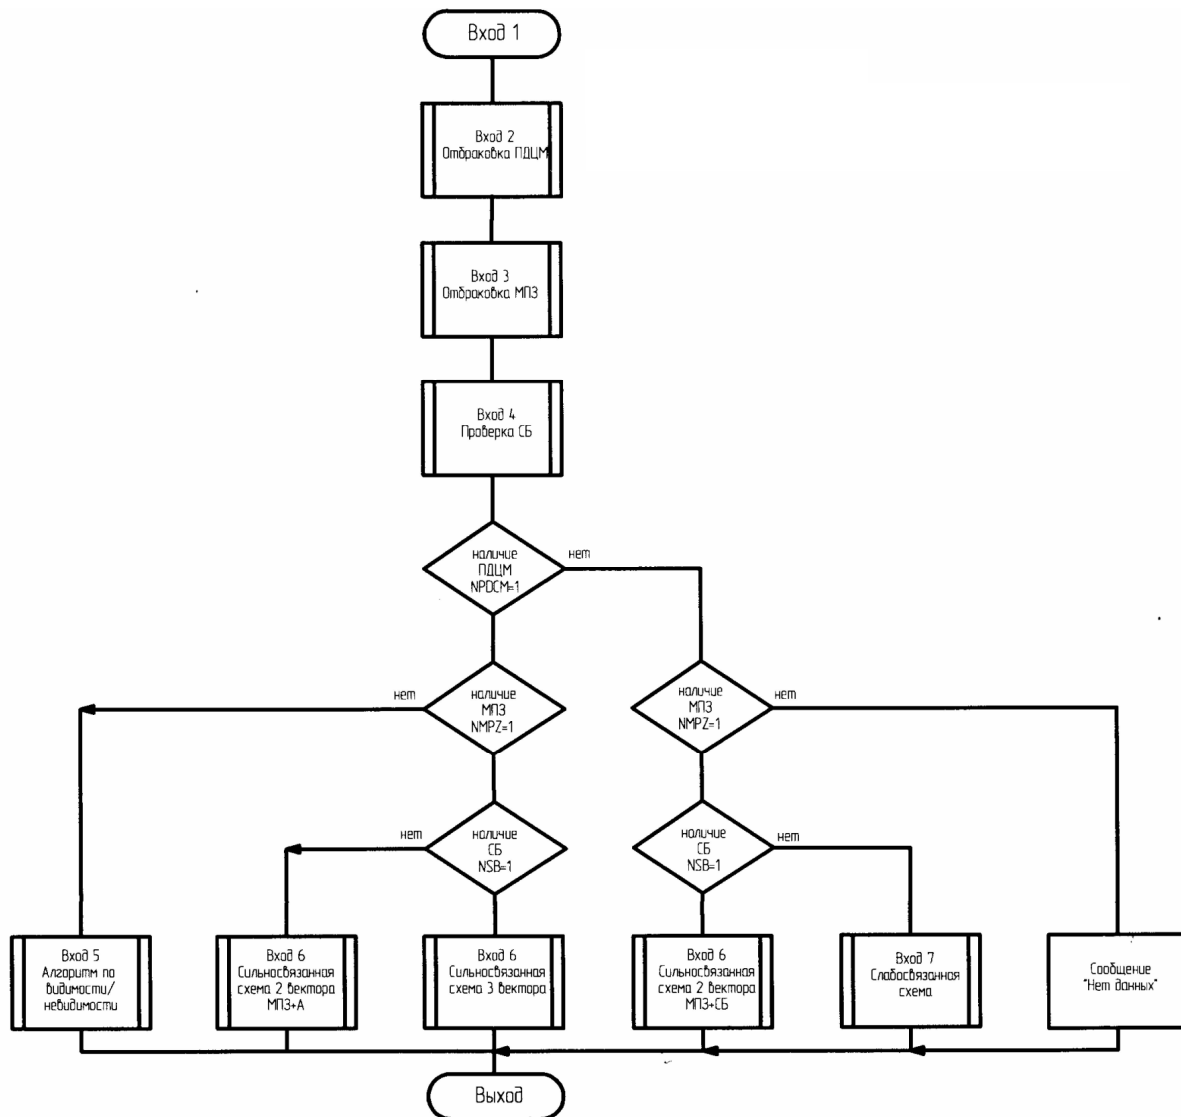 Вход 1
Вход 2
Отбраковка ПДЦМ
Вход 3
Отбраковка МПЗ
Вход 4
Проверка СБ
наличие
ПДЦМ
NPDCM=1
нет
нет
наличие
МПЗ
NMPZ=1
наличие
МПЗ
NMPZ=1
нет
нет
наличие
СБ
NSB=1
наличие
СБ
NSB=1
нет
Вход 5
Алгоритм по
видимости/
невидимости
Вход 6
Сильносвязанная
схема 2 вектора
МПЗ+А
Вход 6
Сильносвязанная
схема 3 вектора
Вход 6
Сильносвязанная
схема 2 вектора
МПЗ+СБ
Вход 7
Слабосвязанная
схема
Сообщение
"Нет данных"
Выход